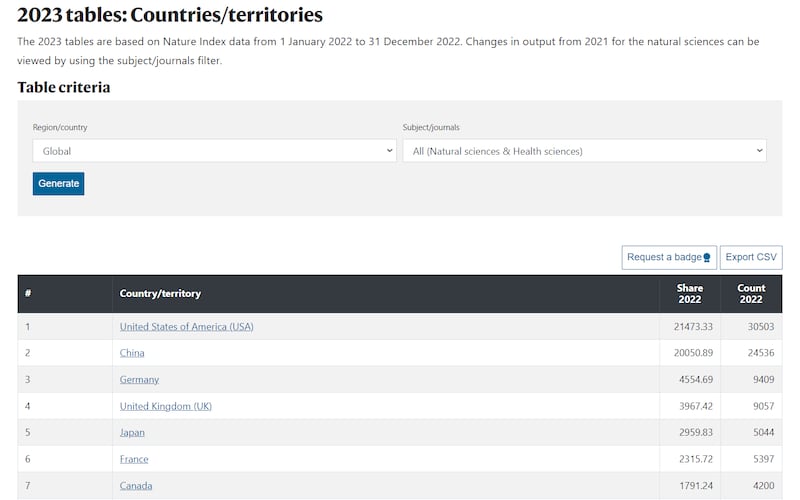 2023 tables: Countries/territories
The 2023 tables are based on Nature Index data from 1 January 2022 to 31 December 2022. Changes in output from 2021 for the natural sciences can be
viewed by using the subject/journals filter.
Table criteria
Region/country Subject/journals
Global All (Natural sciences & Health sciences)
Generate
Request a badge Export CSV
# Country/territory Share 2022 Count 2022
1 United States of America (USA) 21473.33 30503
2 China 20050.89 24536
3 Germany 4554.69 9409
4 United Kingdom (UK) 3967.42 9057
5 Japan 2959.83 5044
6 France 2315.72 5397
7 Canada 1791.24 4200